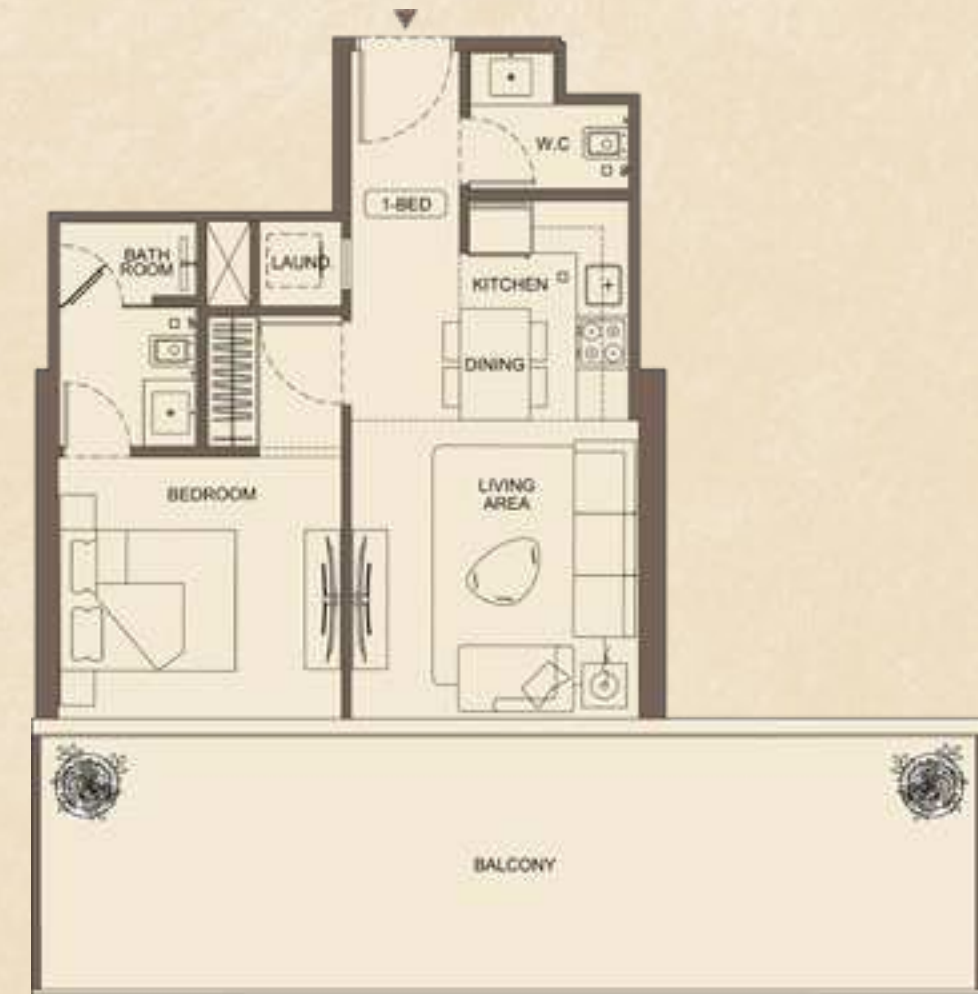 W.C
1-BED
BATH
ROOM
LAUND.
KITCHEN
DINING
BEDROOM
LIVING
AREA
BALCONY